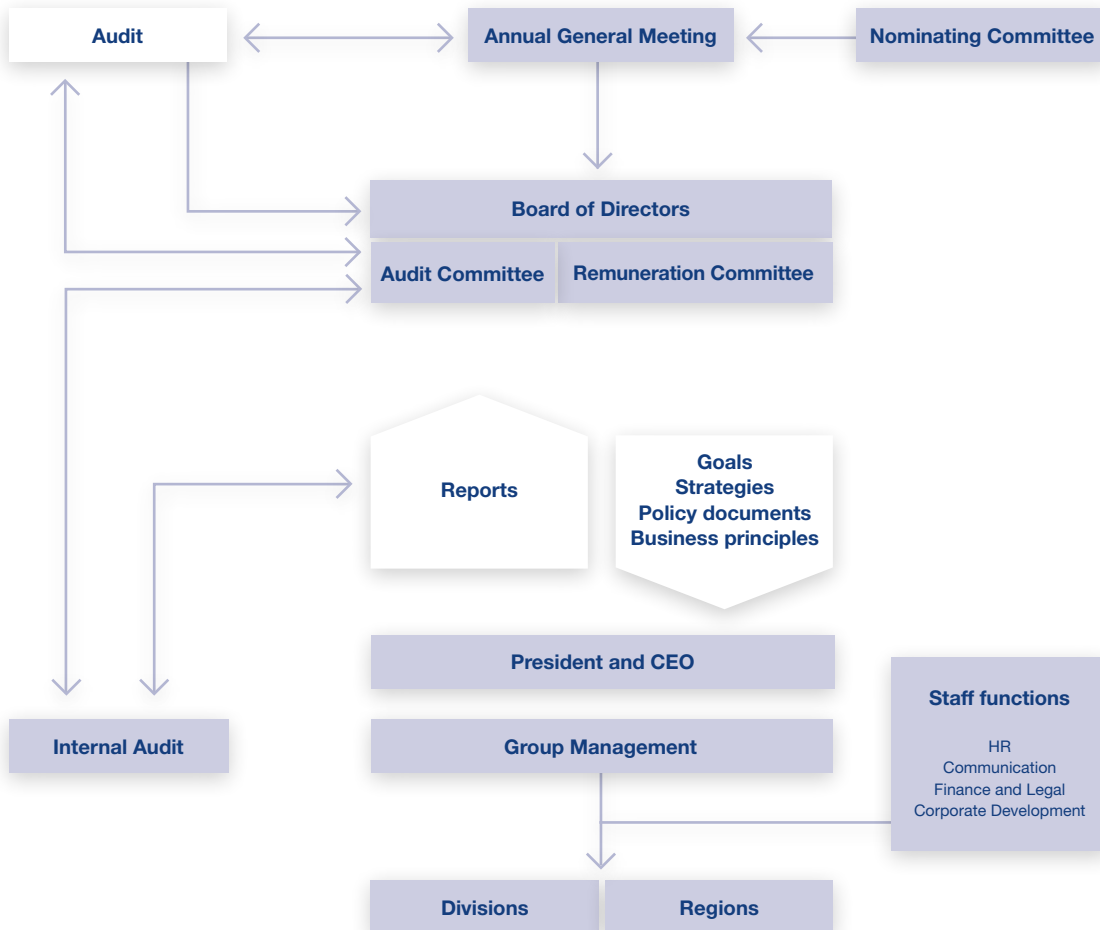 Audit
Annual General Meeting
Nominating Committee
Board of Directors
Audit Committee
Remuneration Committee
Reports
Goals
Strategies
Policy documents
Business principles
President and CEO
Staff functions
HR
Communication
Finance and Legal
Corporate Development
Internal Audit
Group Management
Divisions
Regions